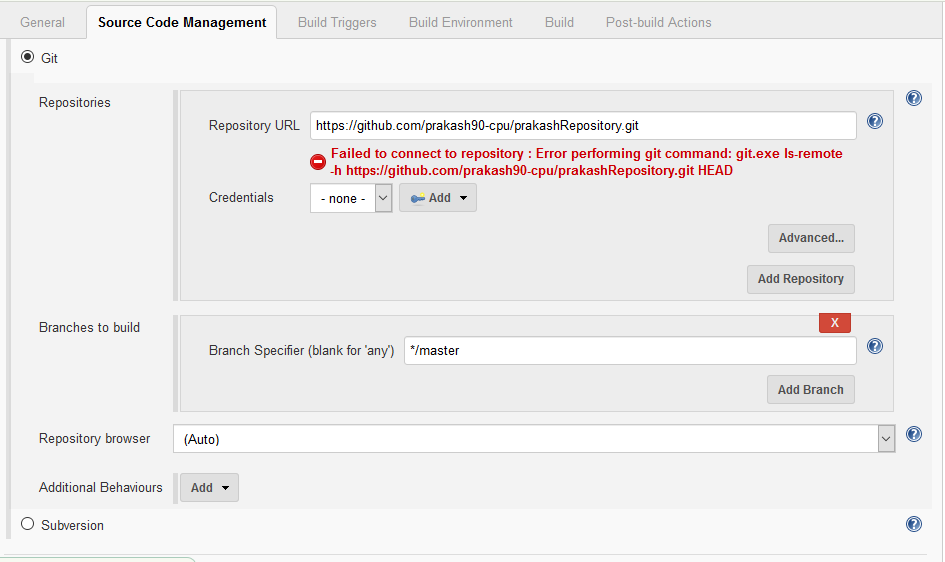 General Source Code Management Build Triggers Build Environment Build Post-build Actions
Git
Repositories
Repository URL https://github.com/prakash90-cpu/prakashRepository.git
Failed to connect to repository : Error performing git command: git.exe ls-remote
-h https://github.com/prakash90-cpu/prakashRepository.git HEAD
Credentials - none - Add
Advanced...
Add Repository
Branches to build
X
Branch Specifier (blank for 'any') */master
Add Branch
Repository browser (Auto)
Additional Behaviours Add
Subversion